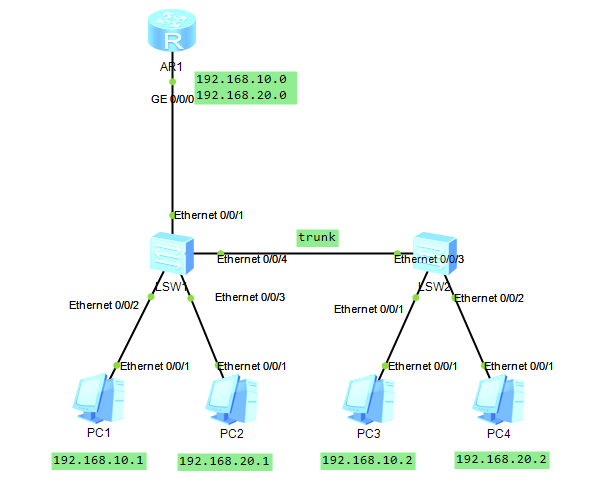 R
AR1
192.168.10.0
192.168.20.0
GE 0/0/0
Ethernet 0/0/1
trunk
Ethernet 0/0/4
Ethernet 0/0/3
LSW1
LSW2
Ethernet 0/0/2
Ethernet 0/0/3
Ethernet 0/0/1
Ethernet 0/0/2
Ethernet 0/0/1
Ethernet 0/0/1
Ethernet 0/0/1
Ethernet 0/0/1
PC1
PC2
PC3
PC4
192.168.10.1
192.168.20.1
192.168.10.2
192.168.20.2